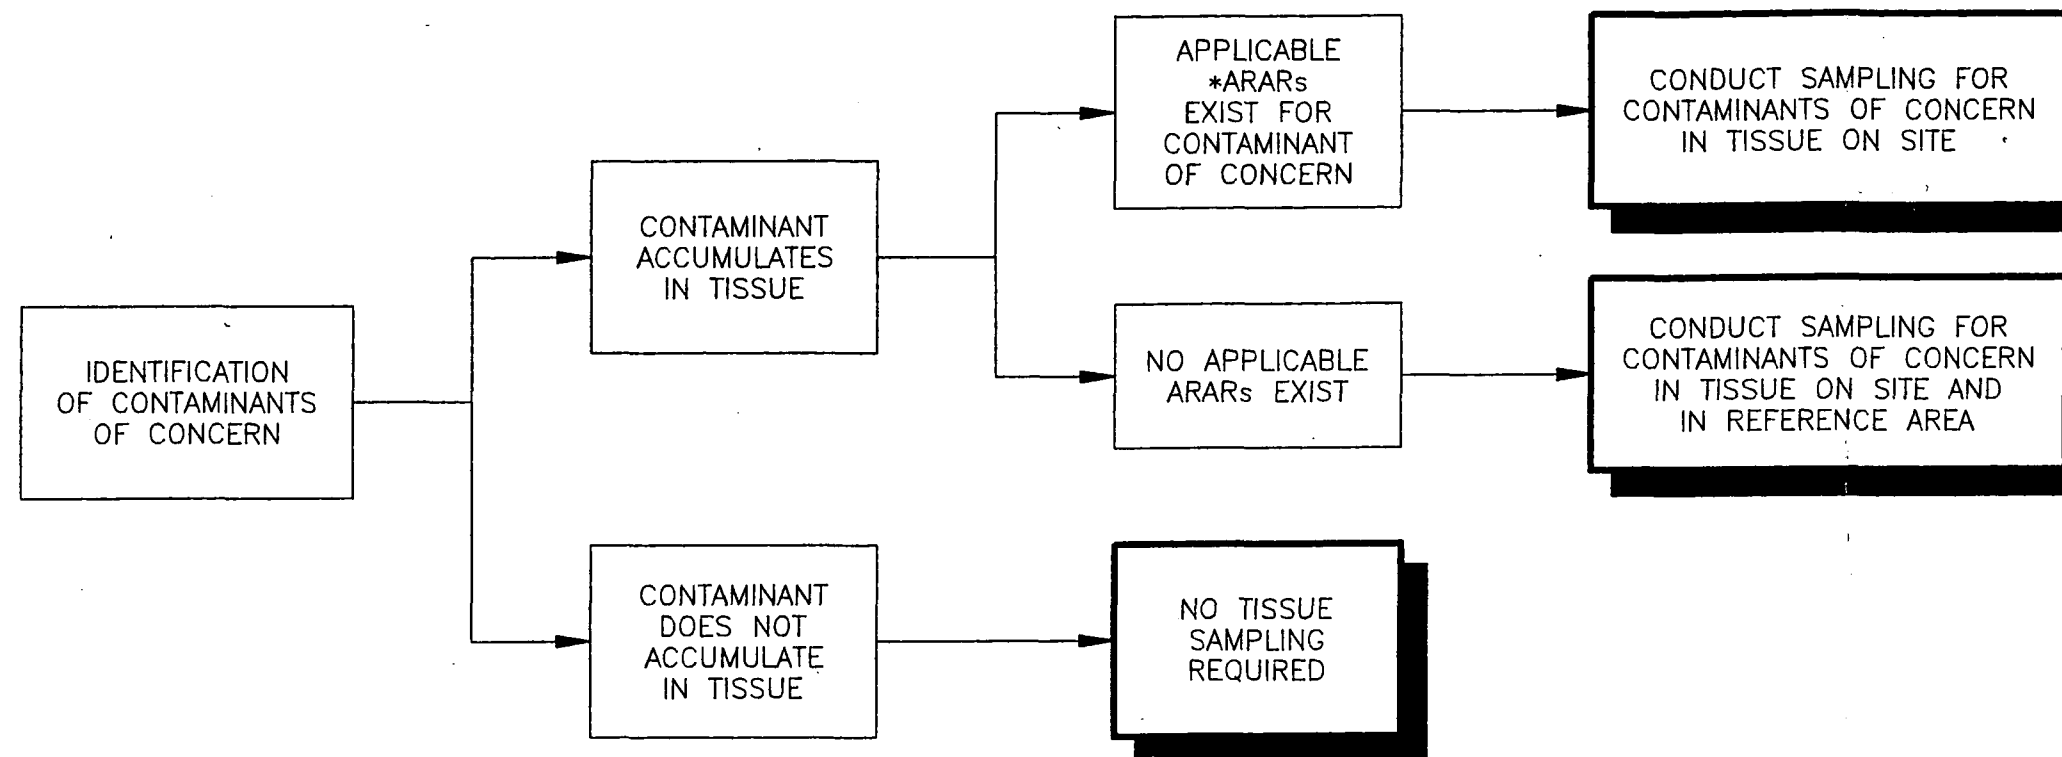 IDENTIFICATION
OF CONTAMINANTS
OF CONCERN
CONTAMINANT
ACCUMULATES
IN TISSUE
APPLICABLE
*ARARs
EXIST FOR
CONTAMINANT
OF CONCERN
CONDUCT SAMPLING FOR
CONTAMINANTS OF CONCERN
IN TISSUE ON SITE
NO APPLICABLE
ARARs EXIST
CONDUCT SAMPLING FOR
CONTAMINANTS OF CONCERN
IN TISSUE ON SITE AND
IN REFERENCE AREA
CONTAMINANT
DOES NOT
ACCUMULATE
IN TISSUE
NO TISSUE
SAMPLING
REQUIRED